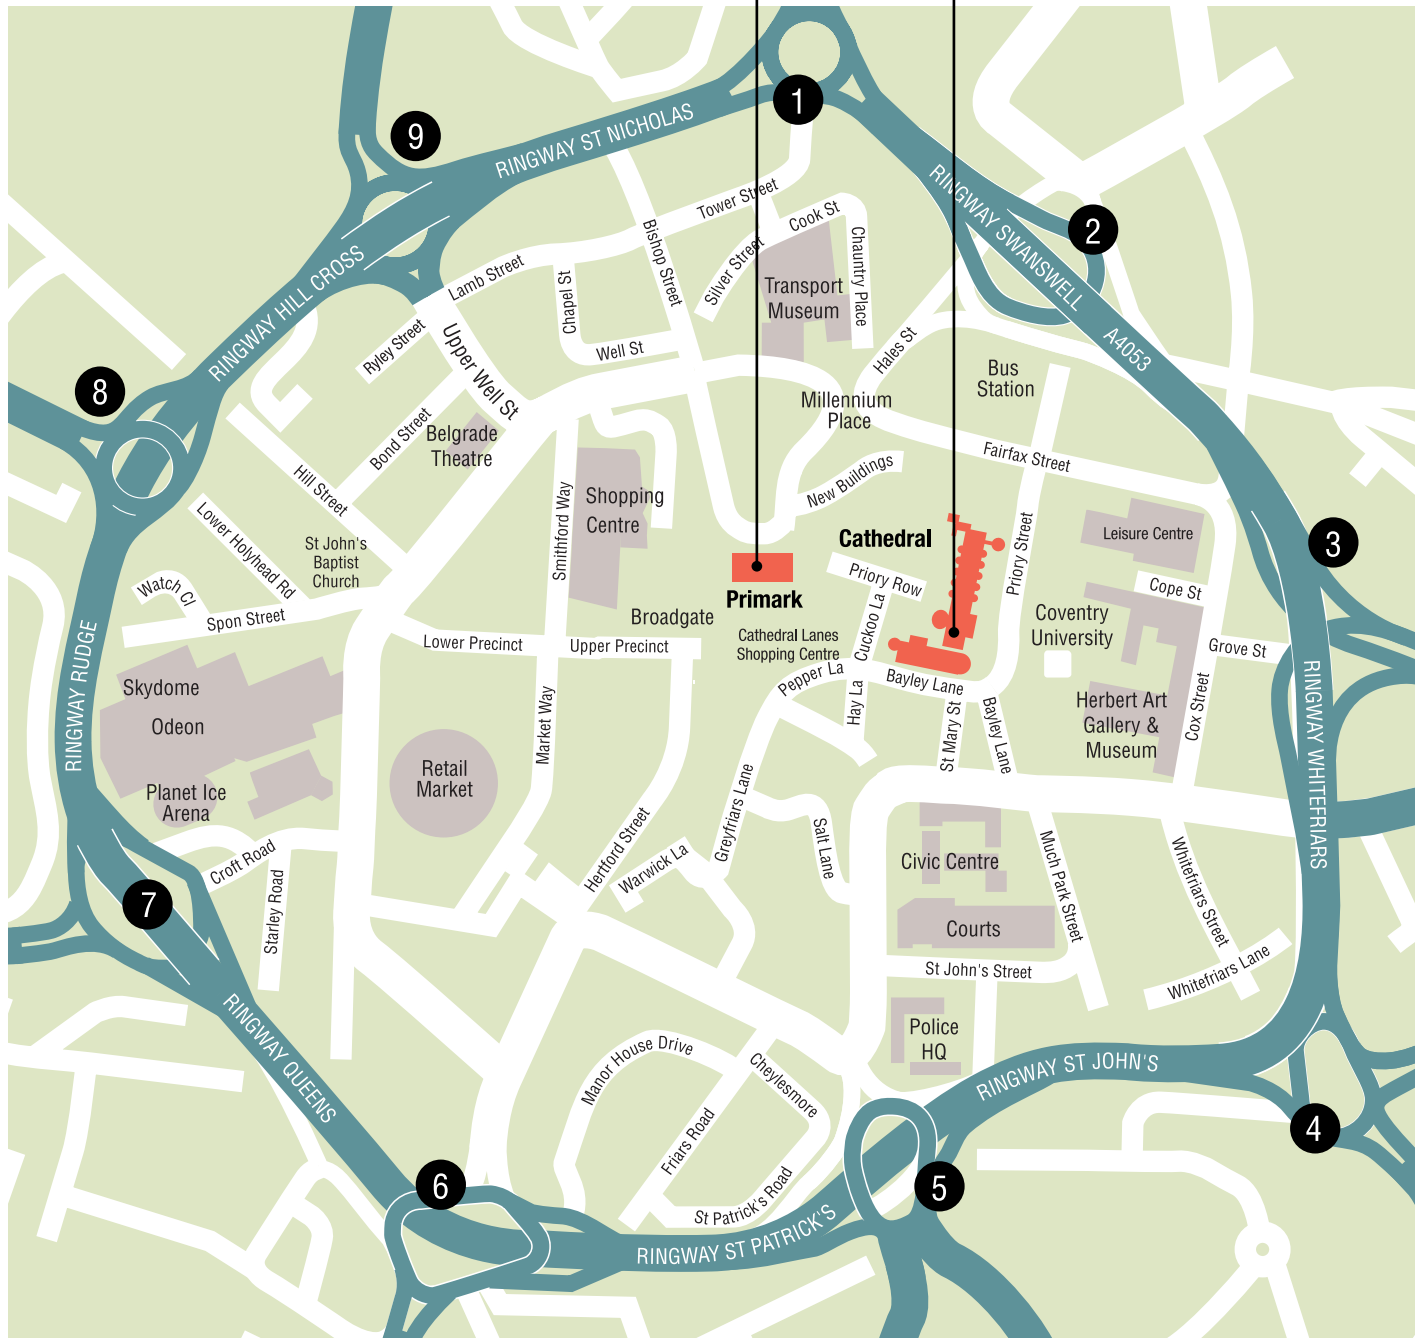 1
9
RINGWAY ST NICHOLAS
2
RINGWAY SWANSWELL
A4053
RINGWAY HILL CROSS
8
3
Tower Street
Cook St
Silver Street
Chauntry Place
Bishop Street
Transport
Museum
Lamb Street
Chapel St
Well St
Ryley Street
Upper Well St
Hales St
Bus
Station
Millennium
Place
Bond Street
Belgrade
Theatre
Fairfax Street
New Buildings
Hill Street
Shopping
Centre
Smithford Way
Lower Holyhead Rd
St John's
Baptist
Church
Cathedral
Leisure Centre
Priory Street
Priory Row
Cope St
Watch Cl
Spon Street
Primark
Broadgate
Cuckoo La
Coventry
University
Cathedral Lanes
Shopping Centre
Lower Precinct
Upper Precinct
Grove St
Pepper La
Bayley Lane
Skydome
Odeon
RINGWAY RUDGE
Hay La
St Mary St
Bayley Lane
Herbert Art
Gallery &
Museum
Cox Street
RINGWAY WHITEFRIARS
Market Way
Retail
Market
Planet Ice
Arena
Greyfriars Lane
Hertford Street
Warwick La
Salt Lane
Civic Centre
Much Park Street
Whitefriars Street
Croft Road
Starley Road
7
Courts
St John's Street
Whitefriars Lane
RINGWAY QUEENS
Police
HQ
Manor House Drive
Cheylesmore
RINGWAY ST JOHN'S
Friars Road
4
6
5
St Patrick's Road
RINGWAY ST PATRICK'S